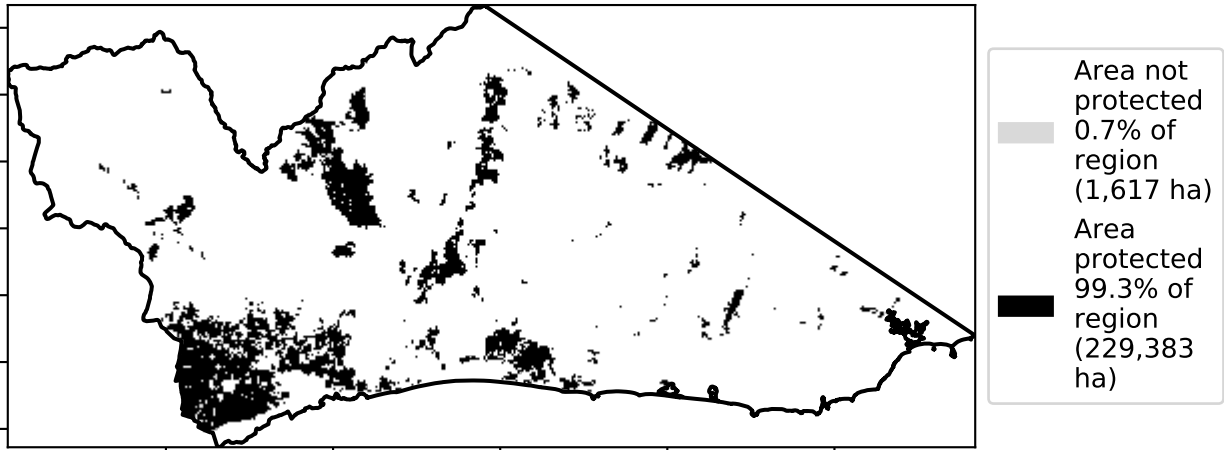 Area not
protected
0.7% of
region
(1,617 ha)
Area
protected
99.3% of
region
(229,383
ha)